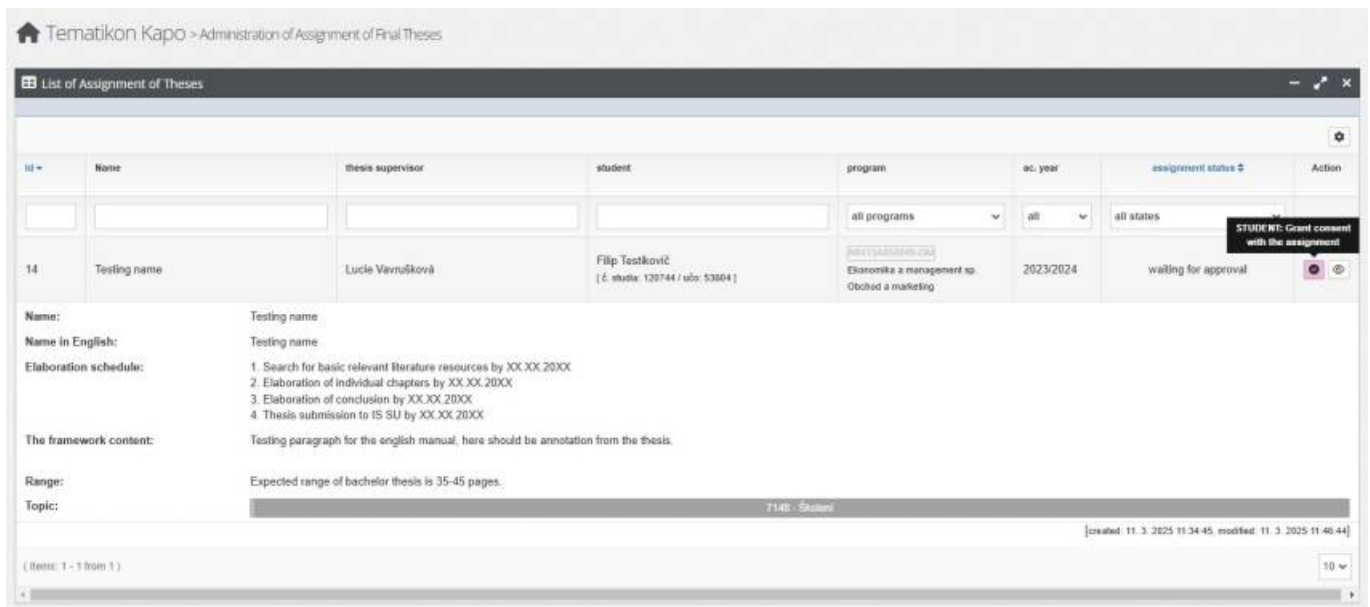 Tematikon Kapo > Administration of Assignment of Final Theses
List of Assignment of Theses
Id Name thesis supervisor student program ac. year assignment status Action
all programs all all states
STUDENT: Grant consent with the assignment
14 Testing name Lucie Vavrušková Filip Testikovič 2023/2024 waiting for approval
[ č. studia: 120744 / učo: 53604 ]
Ekonomika a management sp.
Obchod a marketing
Name: Testing name
Name in English: Testing name
Elaboration schedule: 1. Search for basic relevant literature resources by XX.XX.20XX
2. Elaboration of individual chapters by XX.XX.20XX
3. Elaboration of conclusion by XX.XX.20XX
4. Thesis submission to IS SU by XX.XX.20XX
The framework content: Testing paragraph for the english manual, here should be annotation from the thesis.
Range: Expected range of bachelor thesis is 35-45 pages.
Topic: 7148 - Školení
[created: 11. 3. 2025 11:34:45, modified: 11. 3. 2025 11:46:44]
( Items: 1 - 1 from 1 ) 10